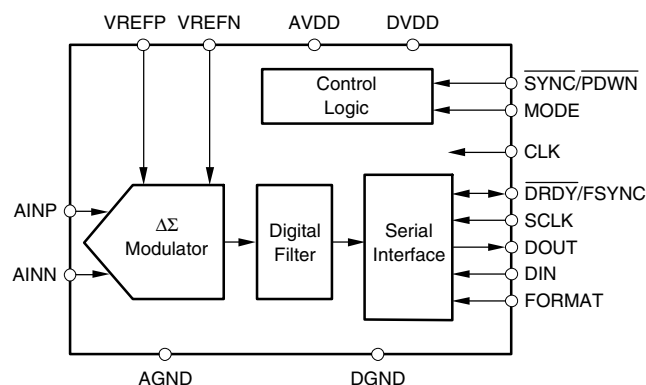 VREFP VREFN AVDD DVDD
Control
Logic
SYNC/PDWN
MODE
CLK
AINP
AINN
ΔΣ
Modulator
Digital
Filter
Serial
Interface
DRDY/FSYNC
SCLK
DOUT
DIN
FORMAT
AGND DGND